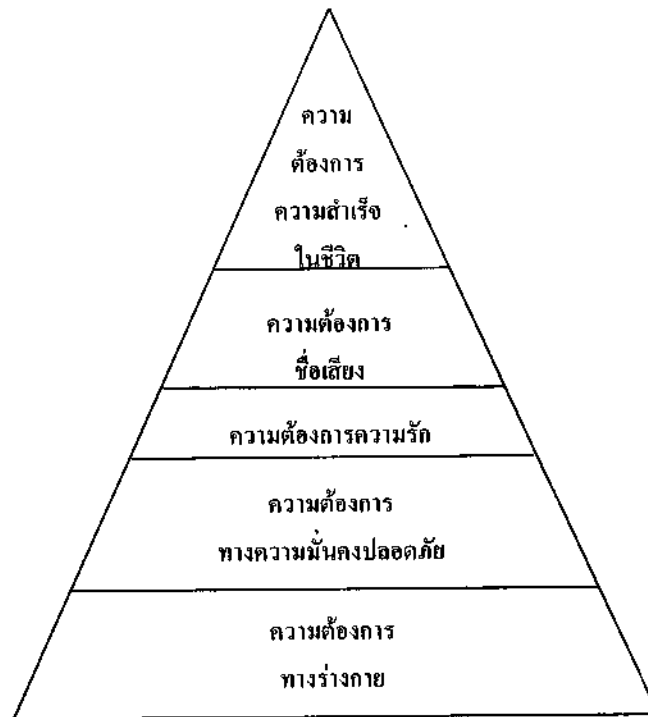 ความ
ต้องการ
ความสำเร็จ
ในชีวิต
ความต้องการ
ชื่อเสียง
ความต้องการความรัก
ความต้องการ
ทางความมั่นคงปลอดภัย
ความต้องการ
ทางร่างกาย